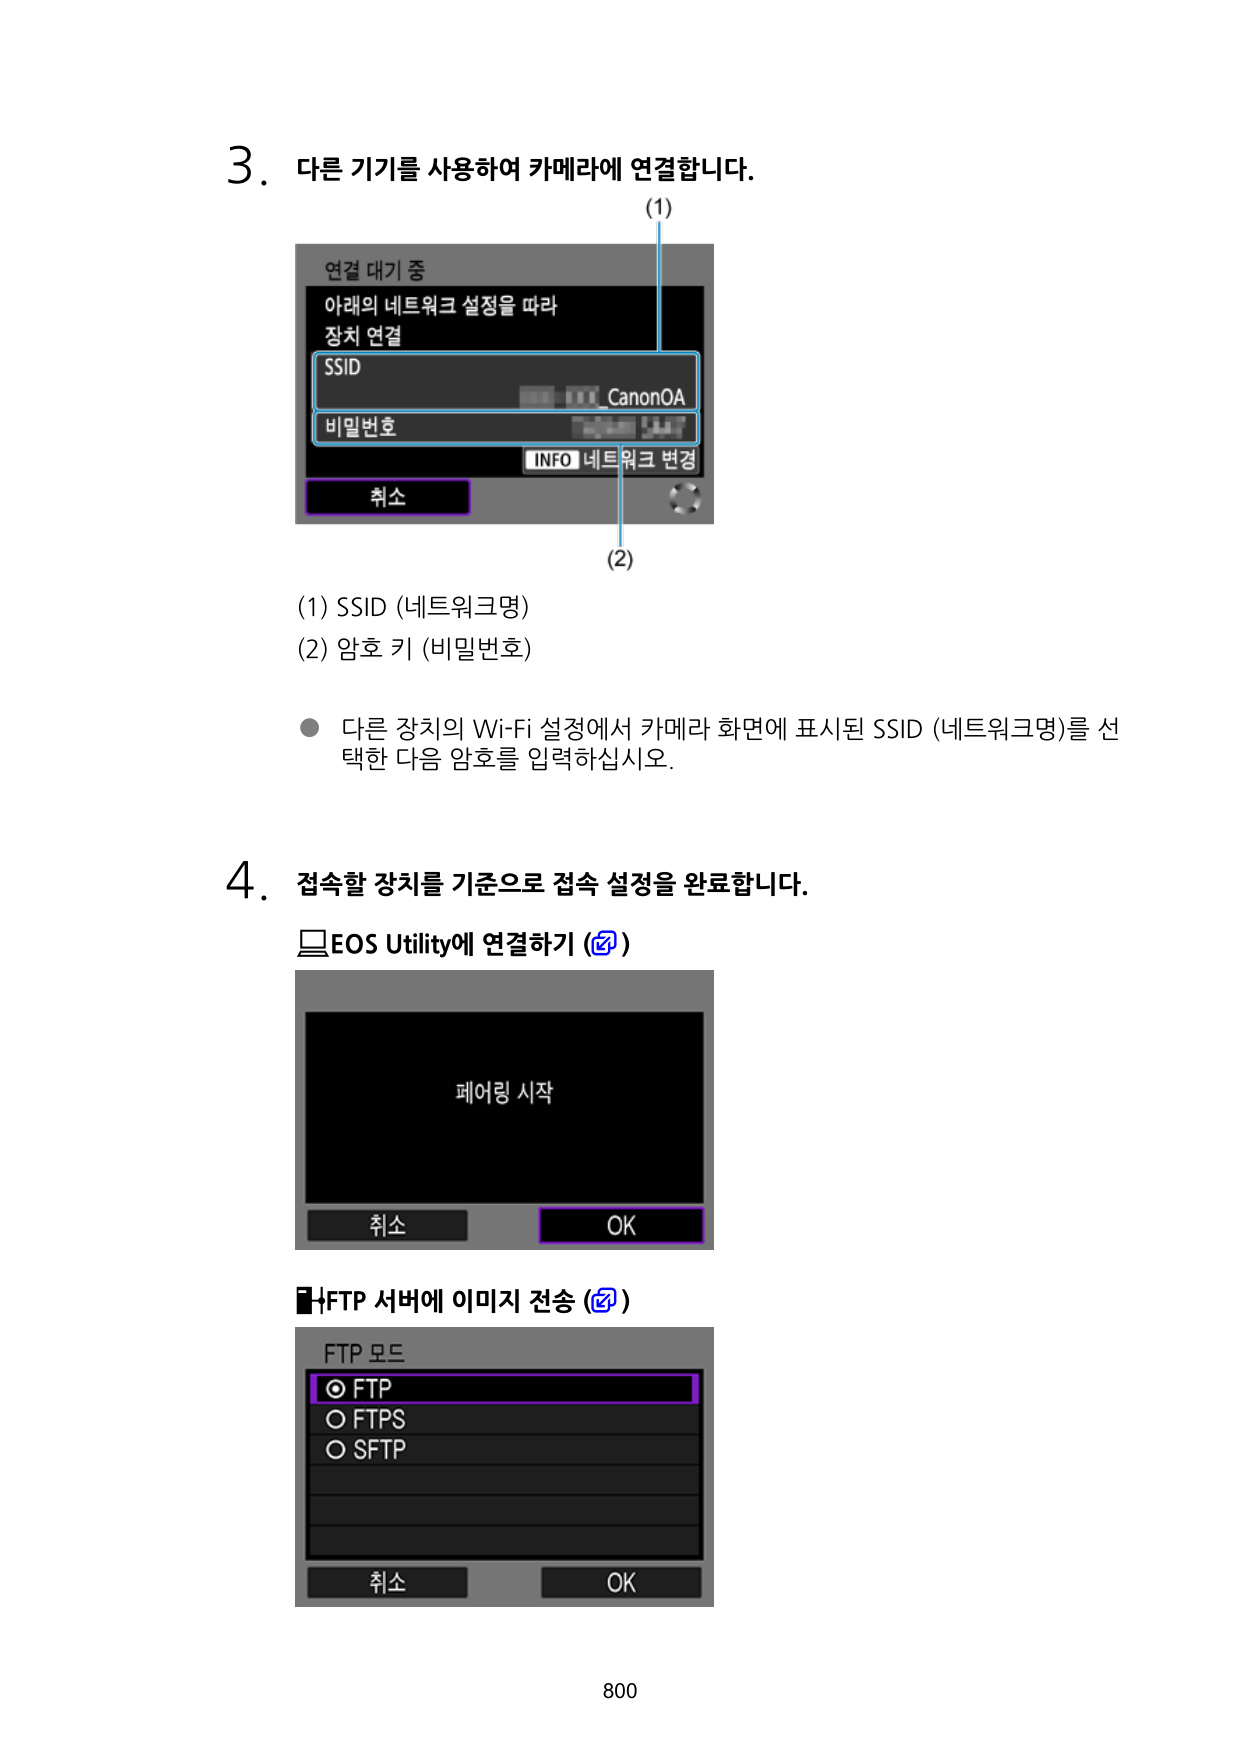 3. 다른 기기를 사용하여 카메라에 연결합니다.
(1)
연결 대기 중
아래의 네트워크 설정을 따라
장치 연결
SSID
_CanonOA
비밀번호
INFO 네트워크 변경
취소
(2)
(1) SSID (네트워크명)
(2) 암호 키 (비밀번호)
● 다른 장치의 Wi-Fi 설정에서 카메라 화면에 표시된 SSID (네트워크명)를 선
택한 다음 암호를 입력하십시오.
4. 접속할 장치를 기준으로 접속 설정을 완료합니다.
EOS Utility에 연결하기 ( )
페어링 시작
취소 OK
FTP 서버에 이미지 전송 ( )
FTP 모드
FTP
FTPS
SFTP
취소 OK
800